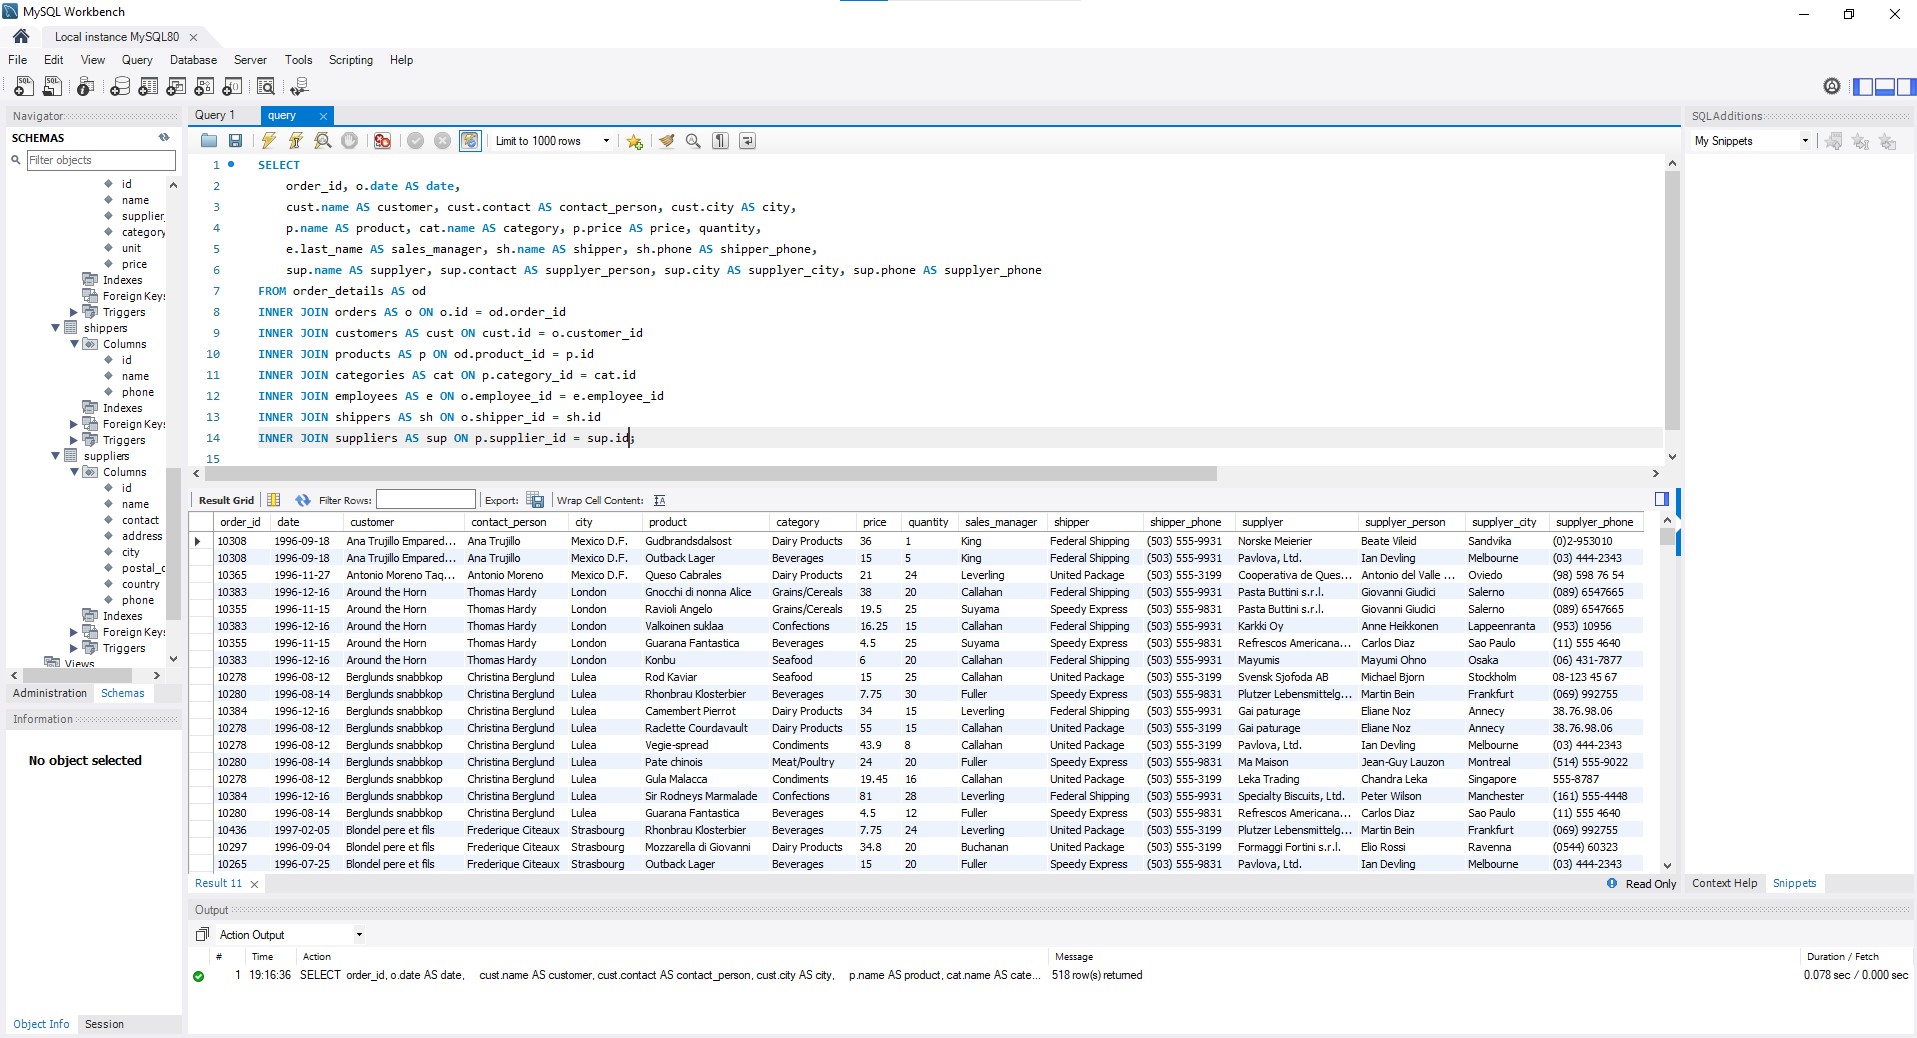 MySQL Workbench
Local instance MySQL80
File Edit View Query Database Server Tools Scripting Help
Navigator
SCHEMAS
Filter objects
id
name
supplier_
category
unit
price
Indexes
Foreign Keys
Triggers
shippers
Columns
id
name
phone
Indexes
Foreign Keys
Triggers
suppliers
Columns
id
name
contact
address
city
postal_c
country
phone
Indexes
Foreign Keys
Triggers
Views
Administration Schemas
Information
No object selected
Object Info Session
Query 1 query
Limit to 1000 rows
1 SELECT
2 order_id, o.date AS date,
3 cust.name AS customer, cust.contact AS contact_person, cust.city AS city,
4 p.name AS product, cat.name AS category, p.price AS price, quantity,
5 e.last_name AS sales_manager, sh.name AS shipper, sh.phone AS shipper_phone,
6 sup.name AS supplyer, sup.contact AS supplyer_person, sup.city AS supplyer_city, sup.phone AS supplyer_phone
7 FROM order_details AS od
8 INNER JOIN orders AS o ON o.id = od.order_id
9 INNER JOIN customers AS cust ON cust.id = o.customer_id
10 INNER JOIN products AS p ON od.product_id = p.id
11 INNER JOIN categories AS cat ON p.category_id = cat.id
12 INNER JOIN employees AS e ON o.employee_id = e.employee_id
13 INNER JOIN shippers AS sh ON o.shipper_id = sh.id
14 INNER JOIN suppliers AS sup ON p.supplier_id = sup.id;
15
Result Grid Filter Rows: Export: Wrap Cell Content:
order_id date customer contact_person city product category price quantity sales_manager shipper shipper_phone supplyer supplyer_person supplyer_city supplyer_phone
10308 1996-09-18 Ana Trujillo Empared... Ana Trujillo Mexico D.F. Gudbrandsdalsost Dairy Products 36 1 King Federal Shipping (503) 555-9931 Norske Meierier Beate Vileid Sandvika (0)2-953010
10308 1996-09-18 Ana Trujillo Empared... Ana Trujillo Mexico D.F. Outback Lager Beverages 15 5 King Federal Shipping (503) 555-9931 Pavlova, Ltd. Ian Devling Melbourne (03) 444-2343
10365 1996-11-27 Antonio Moreno Taq... Antonio Moreno Mexico D.F. Queso Cabrales Dairy Products 21 24 Leverling United Package (503) 555-3199 Cooperativa de Ques... Antonio del Valle ... Oviedo (98) 598 76 54
10383 1996-12-16 Around the Horn Thomas Hardy London Gnocchi di nonna Alice Grains/Cereals 38 20 Callahan Federal Shipping (503) 555-9931 Pasta Buttini s.r.l. Giovanni Giudici Salerno (089) 6547665
10355 1996-11-15 Around the Horn Thomas Hardy London Ravioli Angelo Grains/Cereals 19.5 25 Suyama Speedy Express (503) 555-9831 Pasta Buttini s.r.l. Giovanni Giudici Salerno (089) 6547665
10383 1996-12-16 Around the Horn Thomas Hardy London Valkoinen suklaa Confections 16.25 15 Callahan Federal Shipping (503) 555-9931 Karkki Oy Anne Heikkonen Lappeenranta (953) 10956
10355 1996-11-15 Around the Horn Thomas Hardy London Guarana Fantastica Beverages 4.5 25 Suyama Speedy Express (503) 555-9831 Refrescos Americana... Carlos Diaz Sao Paulo (11) 555 4640
10383 1996-12-16 Around the Horn Thomas Hardy London Konbu Seafood 6 20 Callahan Federal Shipping (503) 555-9931 Mayumis Mayumi Ohno Osaka (06) 431-7877
10278 1996-08-12 Berglunds snabbkop Christina Berglund Lulea Rod Kaviar Seafood 15 25 Callahan United Package (503) 555-3199 Svensk Sjofoda AB Michael Bjorn Stockholm 08-123 45 67
10280 1996-08-14 Berglunds snabbkop Christina Berglund Lulea Rhonbrau Klosterbier Beverages 7.75 30 Fuller Speedy Express (503) 555-9831 Plutzer Lebensmittelg... Martin Bein Frankfurt (069) 992755
10384 1996-12-16 Berglunds snabbkop Christina Berglund Lulea Camembert Pierrot Dairy Products 34 15 Leverling Federal Shipping (503) 555-9931 Gai paturage Eliane Noz Annecy 38.76.98.06
10278 1996-08-12 Berglunds snabbkop Christina Berglund Lulea Raclette Courdavault Dairy Products 55 15 Callahan United Package (503) 555-3199 Gai paturage Eliane Noz Annecy 38.76.98.06
10278 1996-08-12 Berglunds snabbkop Christina Berglund Lulea Vegie-spread Condiments 43.9 8 Callahan United Package (503) 555-3199 Pavlova, Ltd. Ian Devling Melbourne (03) 444-2343
10280 1996-08-14 Berglunds snabbkop Christina Berglund Lulea Pate chinois Meat/Poultry 24 20 Fuller Speedy Express (503) 555-9831 Ma Maison Jean-Guy Lauzon Montreal (514) 555-9022
10278 1996-08-12 Berglunds snabbkop Christina Berglund Lulea Gula Malacca Condiments 19.45 16 Callahan United Package (503) 555-3199 Leka Trading Chandra Leka Singapore 555-8787
10384 1996-12-16 Berglunds snabbkop Christina Berglund Lulea Sir Rodneys Marmalade Confections 81 28 Leverling Federal Shipping (503) 555-9931 Specialty Biscuits, Ltd. Peter Wilson Manchester (161) 555-4448
10280 1996-08-14 Berglunds snabbkop Christina Berglund Lulea Guarana Fantastica Beverages 4.5 12 Fuller Speedy Express (503) 555-9831 Refrescos Americana... Carlos Diaz Sao Paulo (11) 555 4640
10436 1997-02-05 Blondel pere et fils Frederique Citeaux Strasbourg Rhonbrau Klosterbier Beverages 7.75 24 Leverling United Package (503) 555-3199 Plutzer Lebensmittelg... Martin Bein Frankfurt (069) 992755
10297 1996-09-04 Blondel pere et fils Frederique Citeaux Strasbourg Mozzarella di Giovanni Dairy Products 34.8 20 Buchanan United Package (503) 555-3199 Formaggi Fortini s.r.l. Elio Rossi Ravenna (0544) 60323
10265 1996-07-25 Blondel pere et fils Frederique Citeaux Strasbourg Outback Lager Beverages 15 20 Fuller Speedy Express (503) 555-9831 Pavlova, Ltd. Ian Devling Melbourne (03) 444-2343
Result 11 Read Only
Output
Action Output
# Time Action Message Duration / Fetch
1 19:16:36 SELECT order_id, o.date AS date, cust.name AS customer, cust.contact AS contact_person, cust.city AS city, p.name AS product, cat.name AS cate... 518 row(s) returned 0.078 sec / 0.000 sec
SQLAdditions
My Snippets
Context Help Snippets